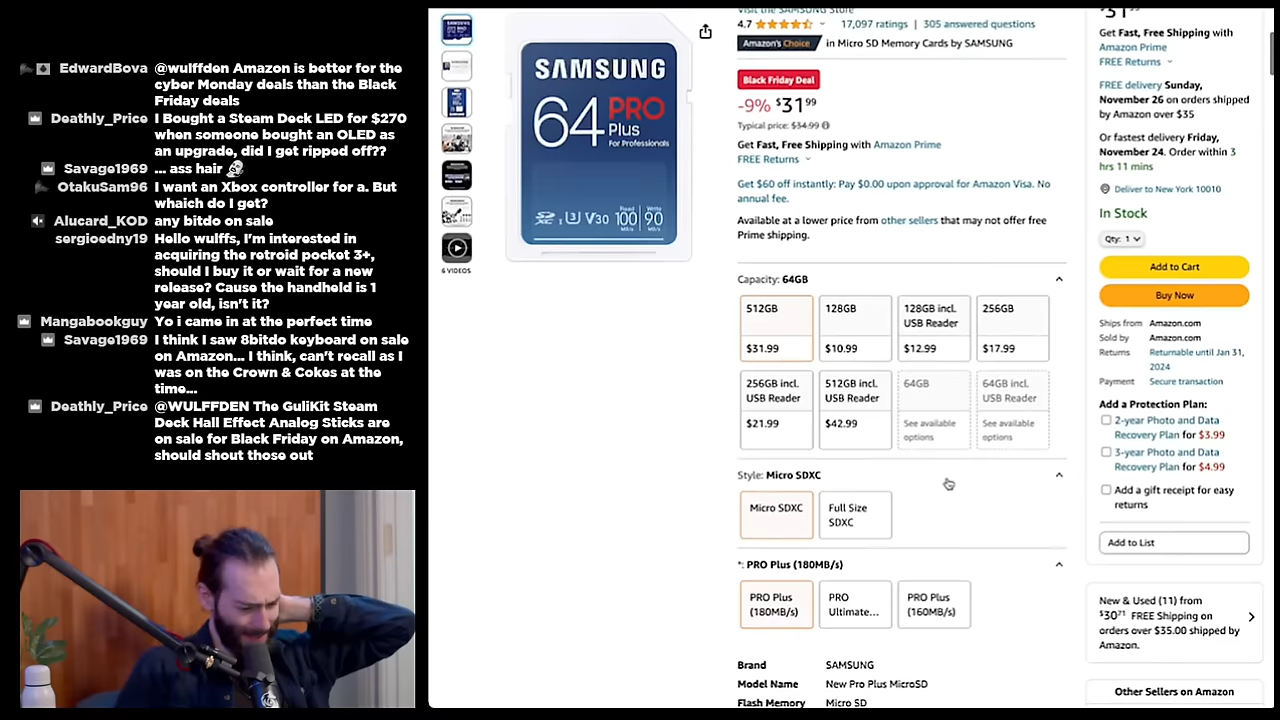 EdwardNova @wulffden Amazon is better for the
cyber Monday deals than the Black
Friday deals
Deathly_Price I Bought a Steam Deck LED for $270
when someone bought an OLED as
an upgrade, did I get ripped off??
I want a controller for a. But
which do I get?
Alucard_KOD any 8bitdo on sale
sergiordny19 Hello wulffs, I'm interested in
acquiring the retroid pocket 3+,
should I buy it or wait for a new
release? Cause the handheld is 1
year old, isn't it?
Mangabookguy Yo i came in at the perfect time
Savage1969 I think I saw the keyboard on sale
on Amazon... I think, can't recall as I
was on the Crown & Cokes at the
time...
Deathly_Price @WULFFDEN The Gulikit Steam
Deck Hall Effect Analog Sticks are
on sale for Black Friday on Amazon,
should shout those out
6 VIDEOS
SAMSUNG
64 PRO
Plus
For Professionals
V30
Read
100
MB/s
Write
90
MB/s
Visit the SAMSUNG Store
4.7 17,097 ratings | 305 answered questions
Amazon's Choice in Micro SD Memory Cards by SAMSUNG
Black Friday Deal
-9% $31.99
Typical price: $34.99
Get Fast, Free Shipping with Amazon Prime
FREE Returns
Get $60 off instantly: Pay $0.00 upon approval for Amazon Visa. No
annual fee.
Available at a lower price from other sellers that may not offer free
Prime shipping.
Capacity: 64GB
512GB
$31.99
128GB
$10.99
128GB incl.
USB Reader
$12.99
256GB
$17.99
256GB incl.
USB Reader
$21.99
512GB incl.
USB Reader
$42.99
64GB
See available
options
64GB incl.
USB Reader
See available
options
Style: Micro SDXC
Micro SDXC
Full Size
SDXC
*: PRO Plus (180MB/s)
PRO Plus
(180MB/s)
PRO
Ultimate...
PRO Plus
(160MB/s)
Brand SAMSUNG
Model Name New Pro Plus MicroSD
Flash Memory Micro SD
$31.99
Get Fast, Free Shipping with
Amazon Prime
FREE Returns
FREE delivery Sunday,
November 26 on orders shipped
by Amazon over $35
Or fastest delivery Friday,
November 24. Order within 3
hrs 11 mins
Deliver to New York 10010
In Stock
Qty: 1
Add to Cart
Buy Now
Ships from Amazon.com
Sold by Amazon.com
Returns Returnable until Jan 31,
2024
Payment Secure transaction
Add a Protection Plan:
2-year Photo and Data
Recovery Plan for $3.99
3-year Photo and Data
Recovery Plan for $4.99
Add a gift receipt for easy
returns
Add to List
New & Used (11) from
$30.71 FREE Shipping on
orders over $35.00 shipped by
Amazon.
Other Sellers on Amazon